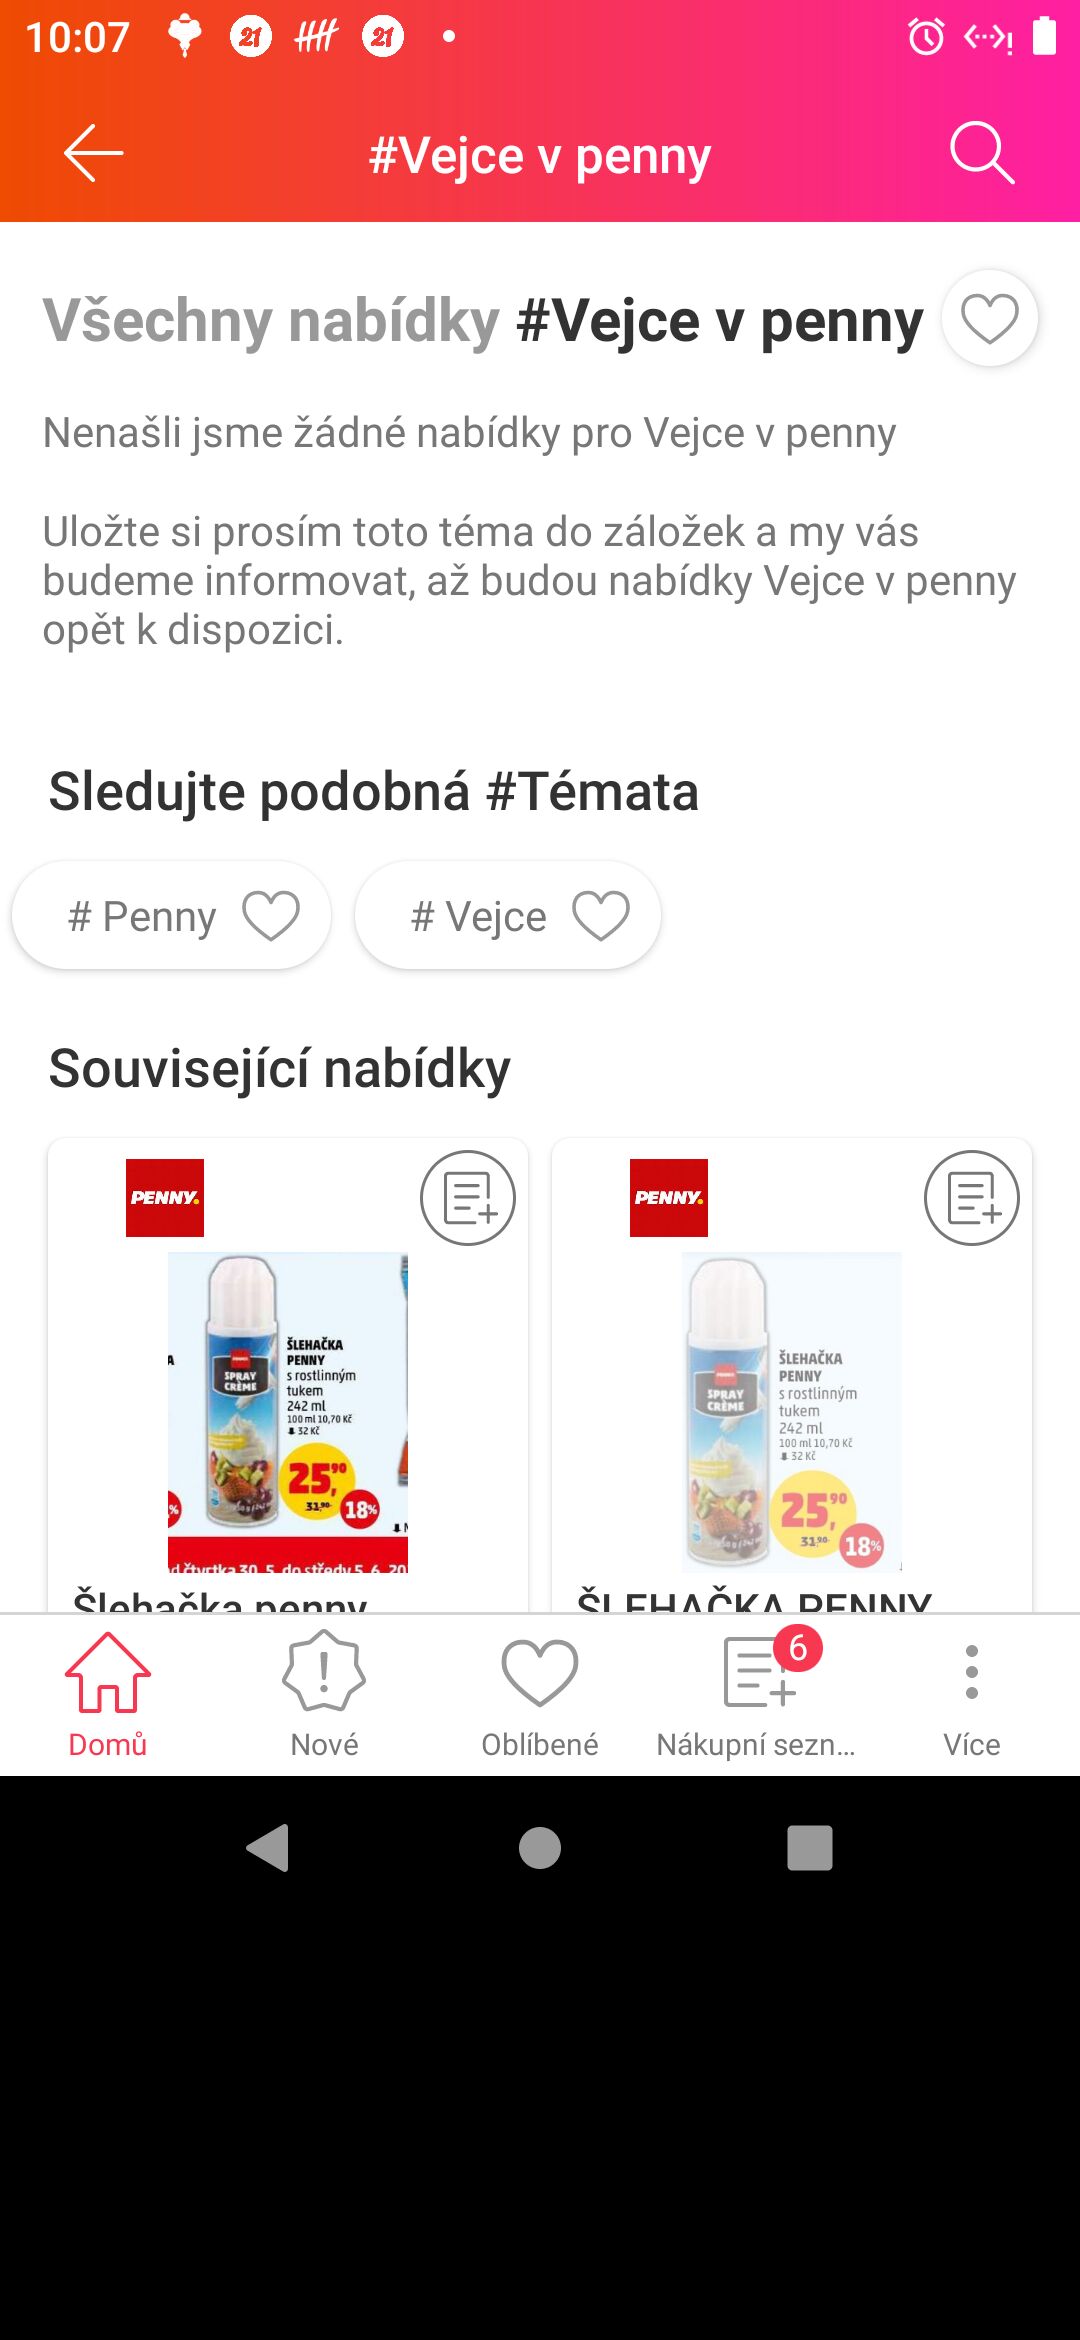 10:07
21
21
#Vejce v penny
Všechny nabídky #Vejce v penny
Nenašli jsme žádné nabídky pro Vejce v penny
Uložte si prosím toto téma do záložek a my vás
budeme informovat, až budou nabídky Vejce v penny
opět k dispozici.
Sledujte podobná #Témata
# Penny
# Vejce
Související nabídky
PENNY.
PENNY.
ŠLEHAČKA
PENNY
s rostlinným
tukem
242 ml
100 ml 10,70 Kč
32 Kč
SPRAY
CRÈME
25,90
31,90
18%
čtvrtka 30. 5. do středy 5. 6. 20
ŠLEHAČKA
PENNY
s rostlinným
tukem
242 ml
100 ml 10,70 Kč
32 Kč
SPRAY
CRÈME
25,90
31,90
18%
Šlehačka penny
ŠLEHAČKA PENNY
6
Domů
Nové
Oblíbené
Nákupní sezn...
Více